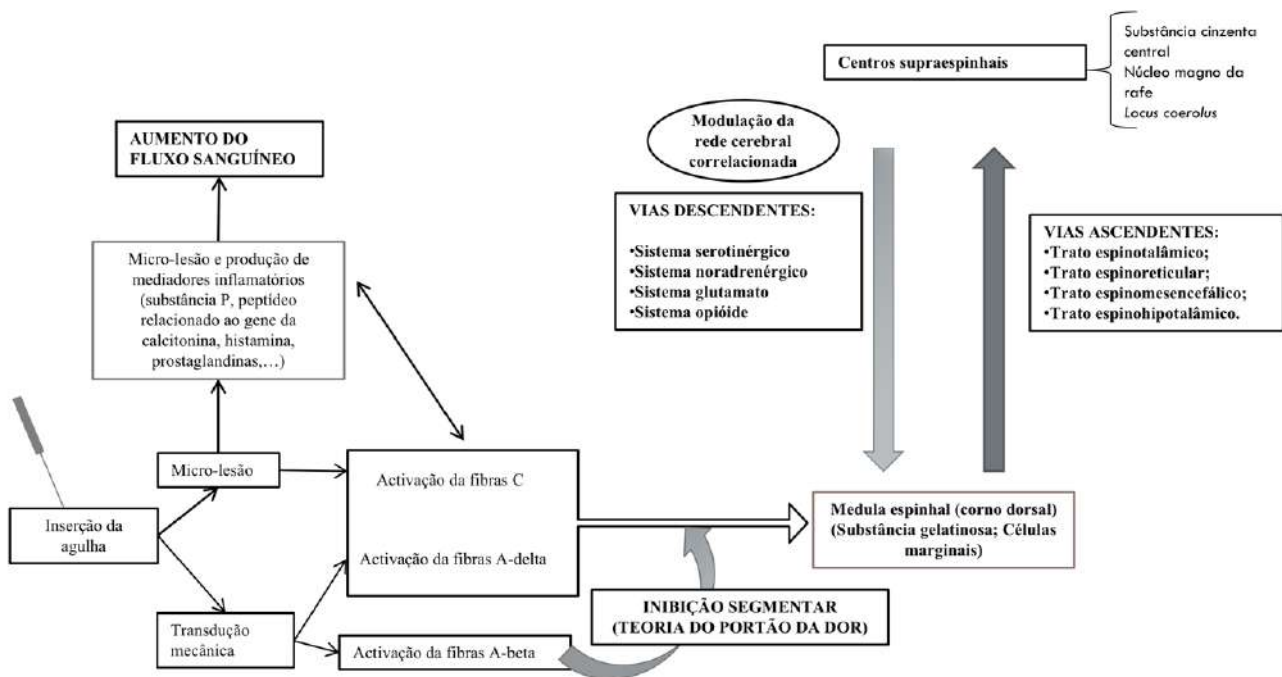 Substância cinzenta
central
Núcleo magno da
rafe
Locus coerolus
Centros supraespinhais
Modulação da
rede cerebral
correlacionada
AUMENTO DO
FLUXO SANGUÍNEO
VIAS DESCENDENTES:
•Sistema serotinérgico
•Sistema noradrenérgico
•Sistema glutamato
•Sistema opióide
VIAS ASCENDENTES:
•Trato espinotalâmico;
•Trato espinoreticular;
•Trato espinomesencefálico;
•Trato espinohipotalâmico.
Micro-lesão e produção de
mediadores inflamatórios
(substância P, peptídeo
relacionado ao gene da
calcitonina, histamina,
prostaglandinas,…)
Micro-lesão
Activação da fibras C
Inserção da
agulha
Activação da fibras A-delta
Medula espinhal (corno dorsal)
(Substância gelatinosa; Células
marginais)
Transdução
mecânica
Activação da fibras A-beta
INIBIÇÃO SEGMENTAR
(TEORIA DO PORTÃO DA DOR)